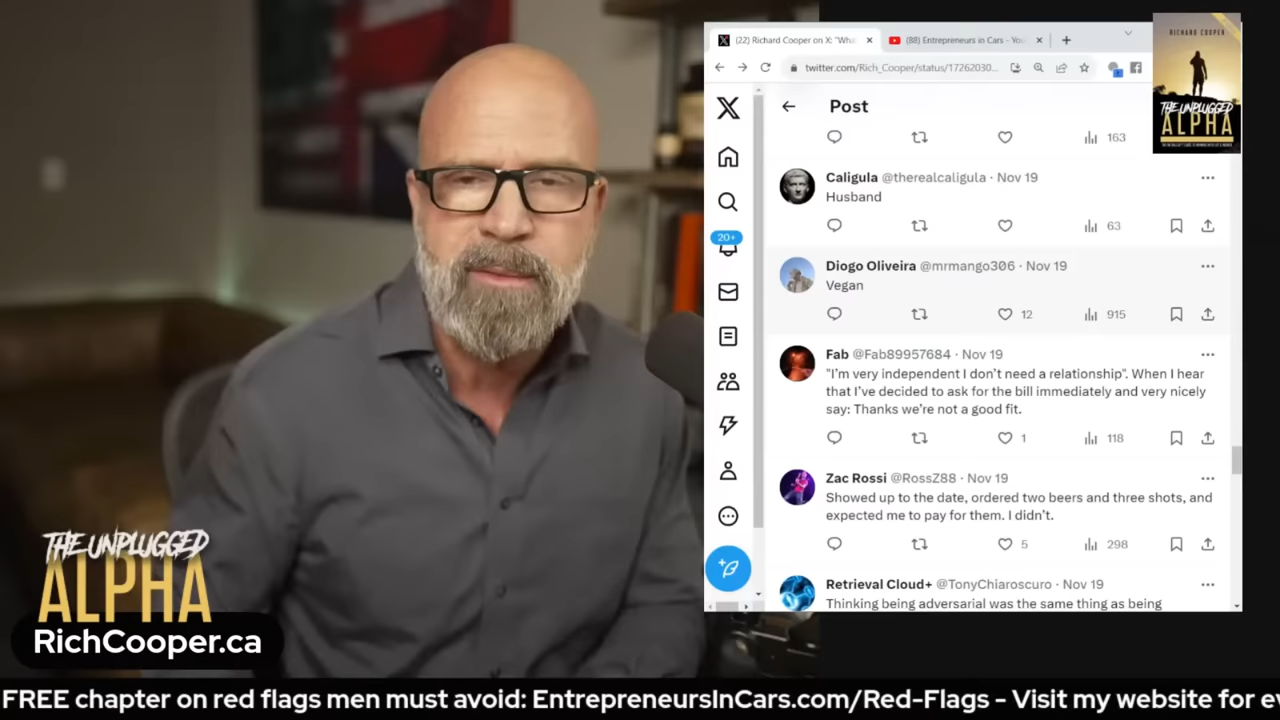 (22) Richard Cooper on X: "Wha
(88) Entrepreneurs in Cars - You
twitter.com/Rich_Cooper/status/17262030...
RICHARD COOPER
THE UNPLUGGED
ALPHA
Post
163
Caligula @therealcaligula · Nov 19
Husband
63
20+
Diogo Oliveira @mrmango306 · Nov 19
Vegan
12
915
Fab @Fab89957684 · Nov 19
"I'm very independent I don't need a relationship". When I hear
that I've decided to ask for the bill immediately and very nicely
say: Thanks we're not a good fit.
1
118
Zac Rossi @RossZ88 · Nov 19
Showed up to the date, ordered two beers and three shots, and
expected me to pay for them. I didn't.
5
298
Retrieval Cloud+ @TonyChiaroscuro · Nov 19
Thinking being adversarial was the same thing as being
THE UNPLUGGED
ALPHA
RichCooper.ca
FREE chapter on red flags men must avoid: EntrepreneursInCars.com/Red-Flags - Visit my website for ev